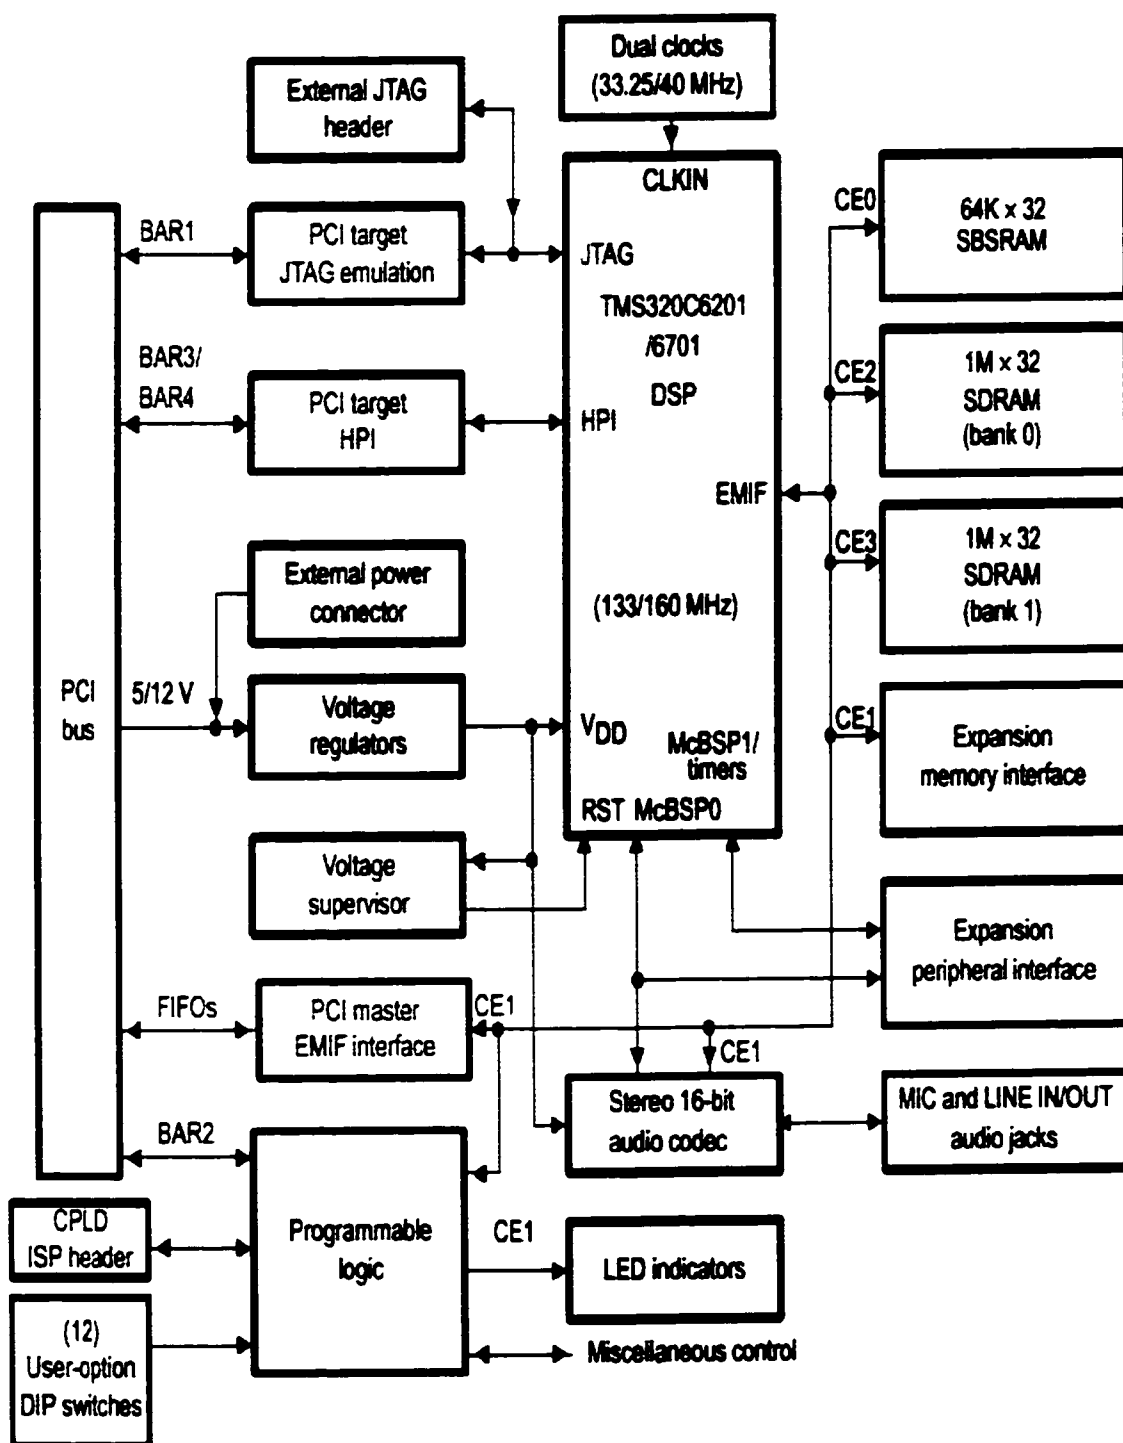 Dual clocks
(33.25/40 MHz)
External JTAG
header
CLKIN
CE0
64K × 32
SBSRAM
BAR1
PCI target
JTAG emulation
JTAG
TMS320C6201
/6701
DSP
BAR3/
BAR4
PCI target
HPI
HPI
CE2
1M × 32
SDRAM
(bank 0)
EMIF
CE3
1M × 32
SDRAM
(bank 1)
External power
connector
(133/160 MHz)
PCI
bus
5/12 V
Voltage
regulators
VDD
McBSP1/
timers
RST McBSP0
CE1
Expansion
memory interface
Voltage
supervisor
Expansion
peripheral interface
FIFOs
PCI master
EMIF interface
CE1
CE1
Stereo 16-bit
audio codec
MIC and LINE IN/OUT
audio jacks
BAR2
CPLD
ISP header
Programmable
logic
CE1
LED indicators
(12)
User-option
DIP switches
Miscellaneous control